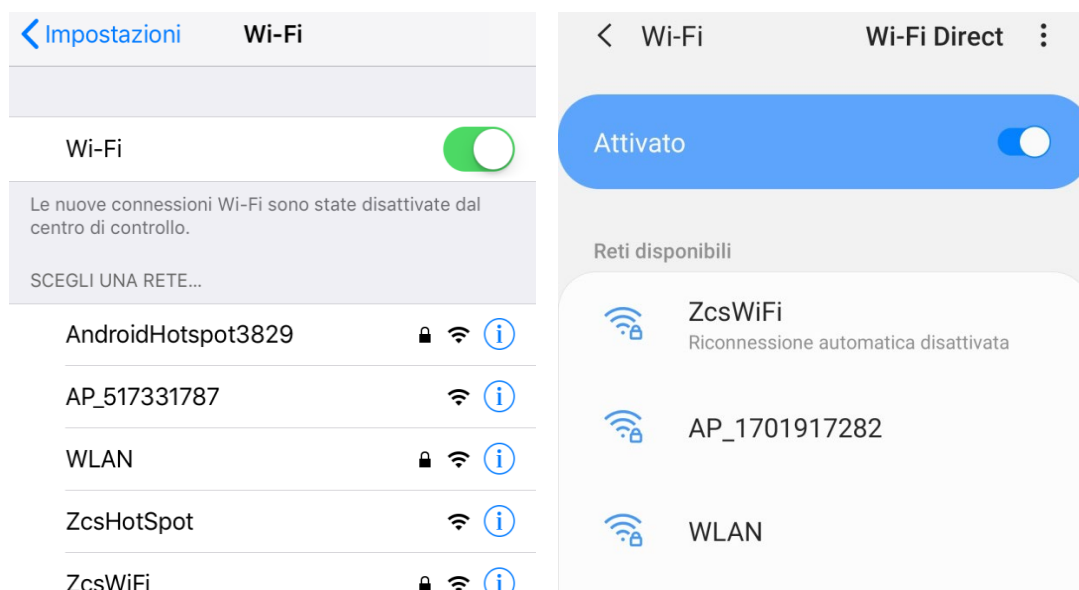 Impostazioni Wi-Fi
Wi-Fi
Le nuove connessioni Wi-Fi sono state disattivate dal
centro di controllo.
SCEGLI UNA RETE...
AndroidHotspot3829
AP_517331787
WLAN
ZcsHotSpot
ZcsWiFi
Wi-Fi Wi-Fi Direct
Attivato
Reti disponibili
ZcsWiFi
Riconnessione automatica disattivata
AP_1701917282
WLAN